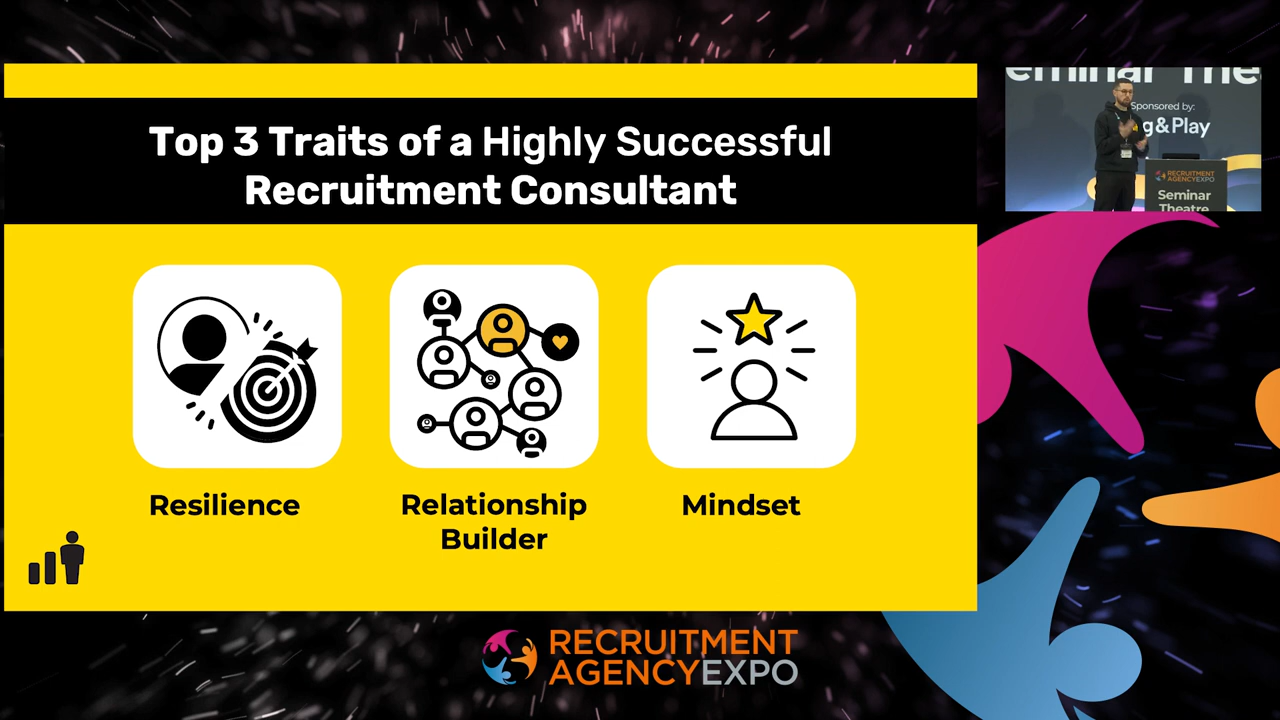 Top 3 Traits of a Highly Successful
Recruitment Consultant
Resilience
Relationship
Builder
Mindset
Sponsored by:
g&Play
RECRUITMENT
AGENCYEXPO
Seminar
Theatre
RECRUITMENT
AGENCYEXPO